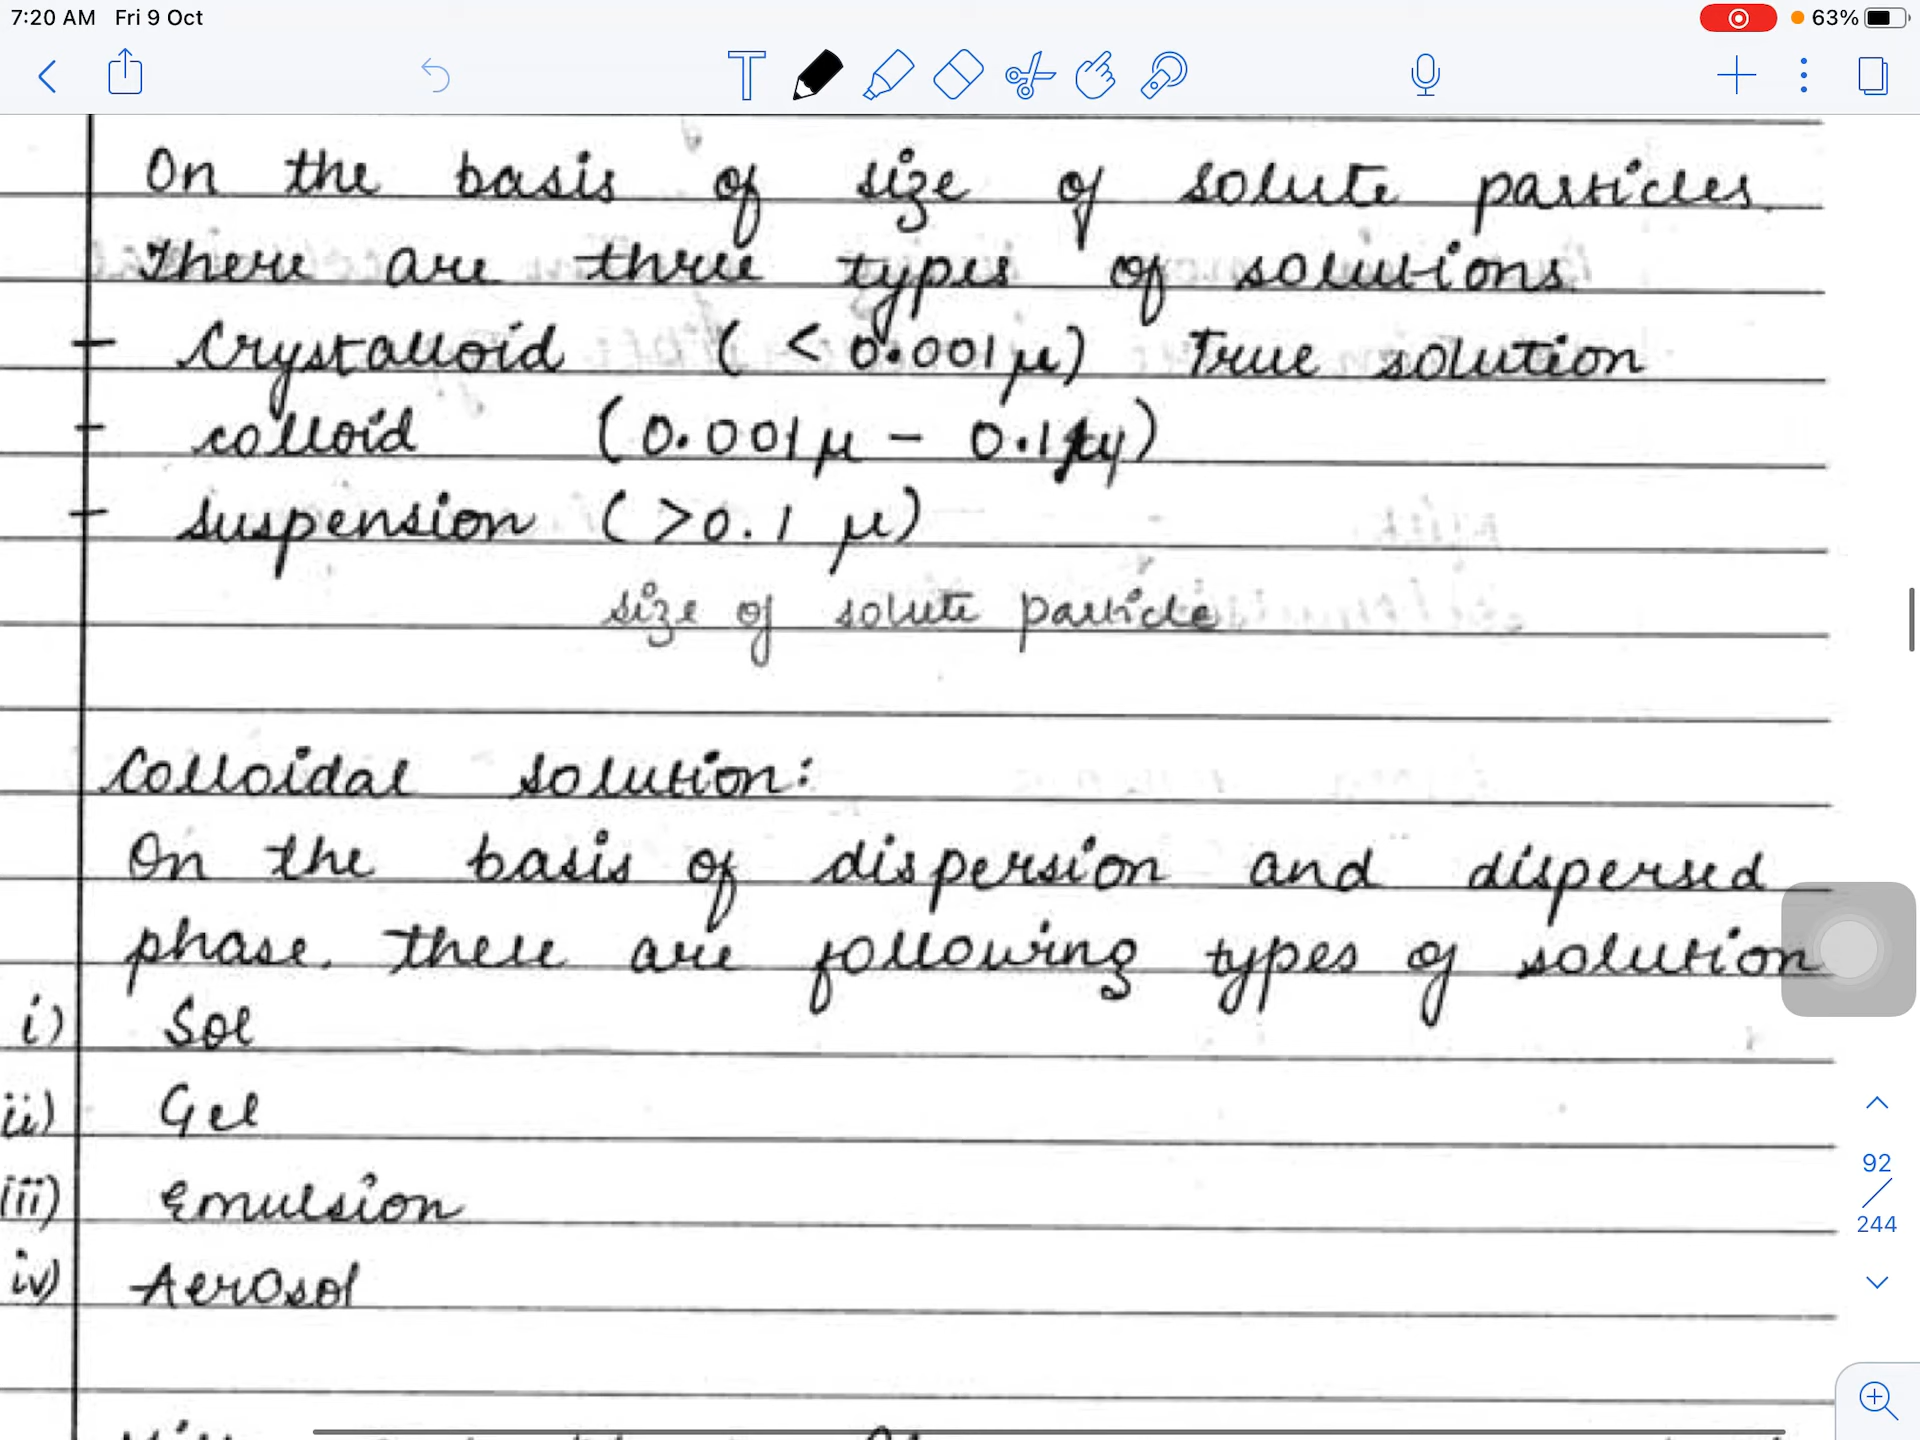 7:20 AM Fri 9 Oct
63%
T
On the basis of size of solute particles.
There are three types of solutions.
- Crystalloid ( < 0.001 μ) True solution
- colloid (0.001 μ - 0.1 μ)
- Suspension (>0.1 μ)
size of solute particle
Colloidal solution:
On the basis of dispersion and dispersed
phase. there are following types of solution
i) Sol
ii) Gel
iii) Emulsion
iv) Aerosol
92
/
244